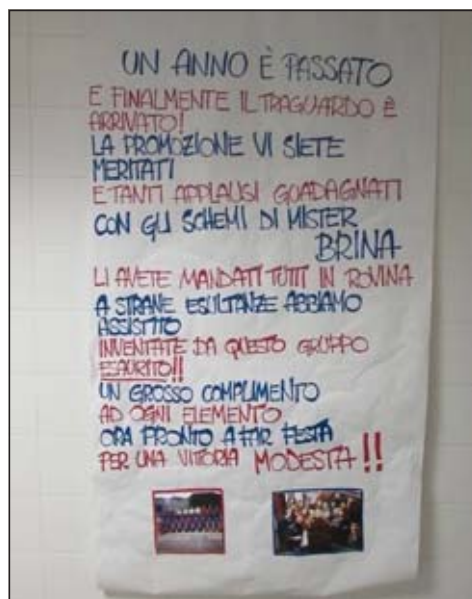 UN ANNO È PASSATO
E FINALMENTE IL TRAGUARDO È
ARRIVATO!
LA PROMOZIONE VI SIETE
MERITATI
E TANTI APPLAUSI GUADAGNATI
CON GLI SCHEMI DI MISTER
BRINA
LI AVETE MANDATI TUTTI IN ROVINA
A STRANE ESULTANZE ABBIAMO
ASSISTITO
INVENTATE DA QUESTO GRUPPO
ESAURITO!!
UN GROSSO COMPLIMENTO
AD OGNI ELEMENTO
ORA PRONTO A FAR FESTA
PER UNA VITTORIA MODESTA!!